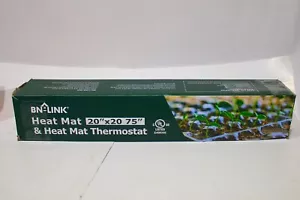 BN-LINK
Heat Mat 20"x20 75"
& Heat Mat Thermostat